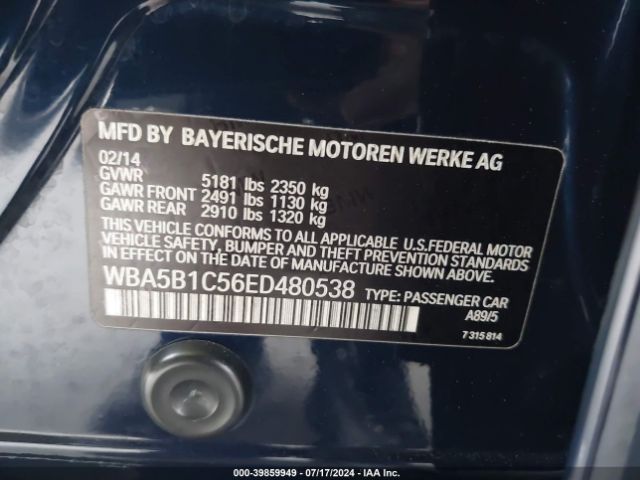 MFD BY BAYERISCHE MOTOREN WERKE AG
02/14
GVWR 5181 lbs 2350 kg
GAWR FRONT 2491 lbs 1130 kg
GAWR REAR 2910 lbs 1320 kg
THIS VEHICLE CONFORMS TO ALL APPLICABLE U.S.FEDERAL MOTOR
VEHICLE SAFETY, BUMPER AND THEFT PREVENTION STANDARDS
IN EFFECT ON THE DATE OF MANUFACTURE SHOWN ABOVE.
WBA5B1C56ED480538 TYPE: PASSENGER CAR
A89/5
7 315 814
000-39859949 - 07/17/2024 - IAA Inc.